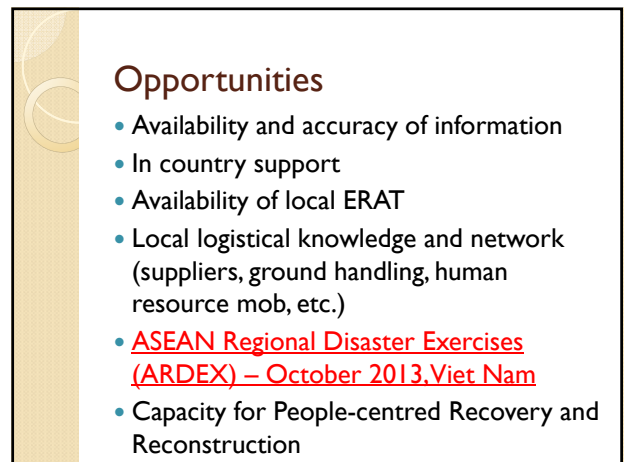 Opportunities
• Availability and accuracy of information
• In country support
• Availability of local ERAT
• Local logistical knowledge and network
(suppliers, ground handling, human
resource mob, etc.)
• ASEAN Regional Disaster Exercises
(ARDEX) – October 2013, Viet Nam
• Capacity for People-centred Recovery and
Reconstruction